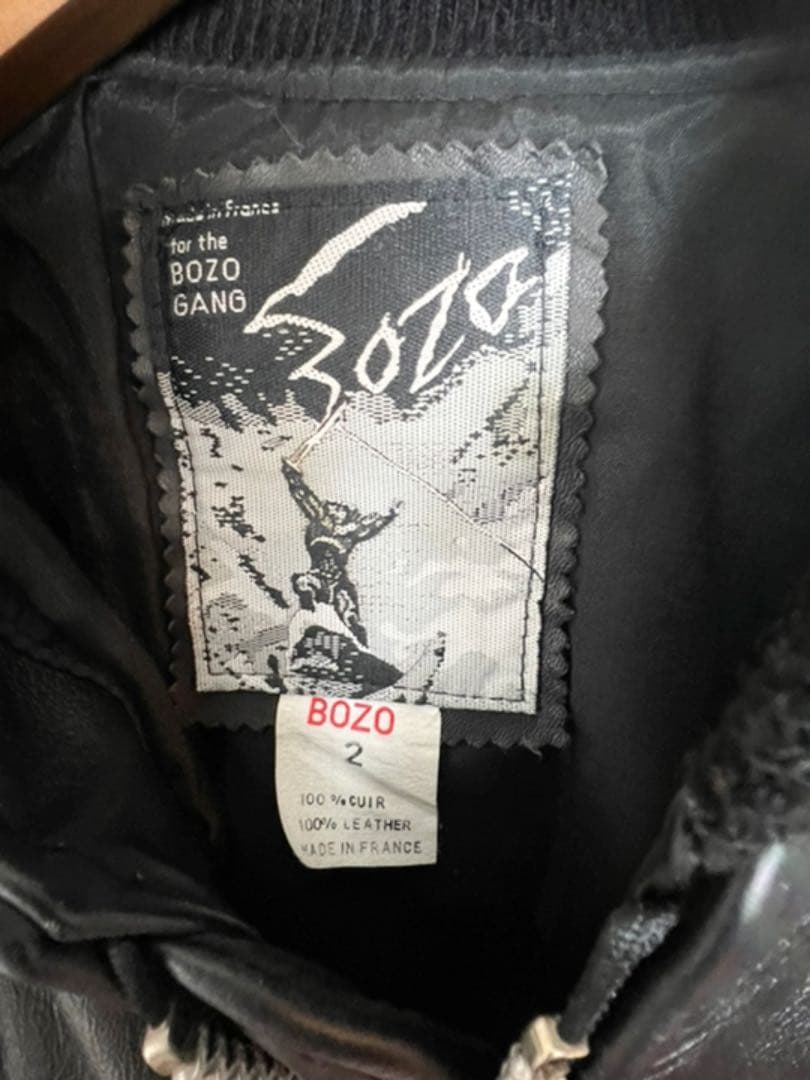 Made in France
for the
BOZO
GANG
BOZO
BOZO
2
100 % CUIR
100% LEATHER
MADE IN FRANCE